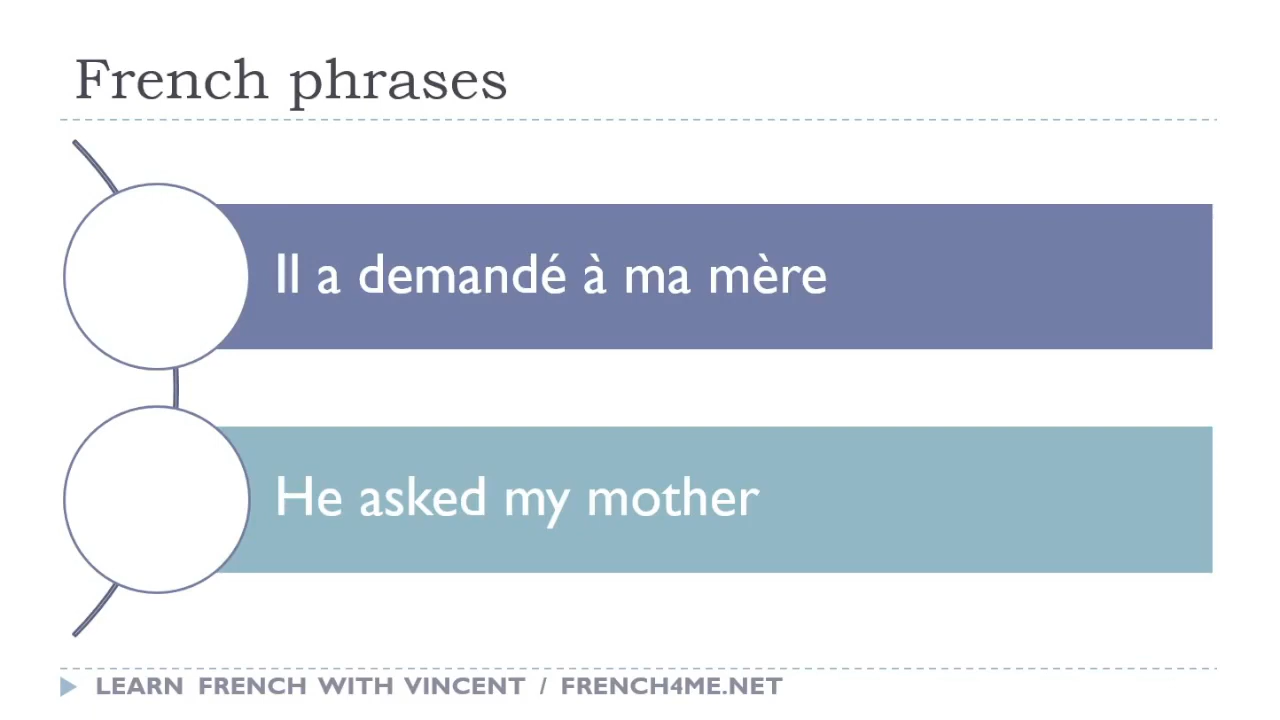 French phrases
Il a demandé à ma mère
He asked my mother
LEARN FRENCH WITH VINCENT / FRENCH4ME.NET